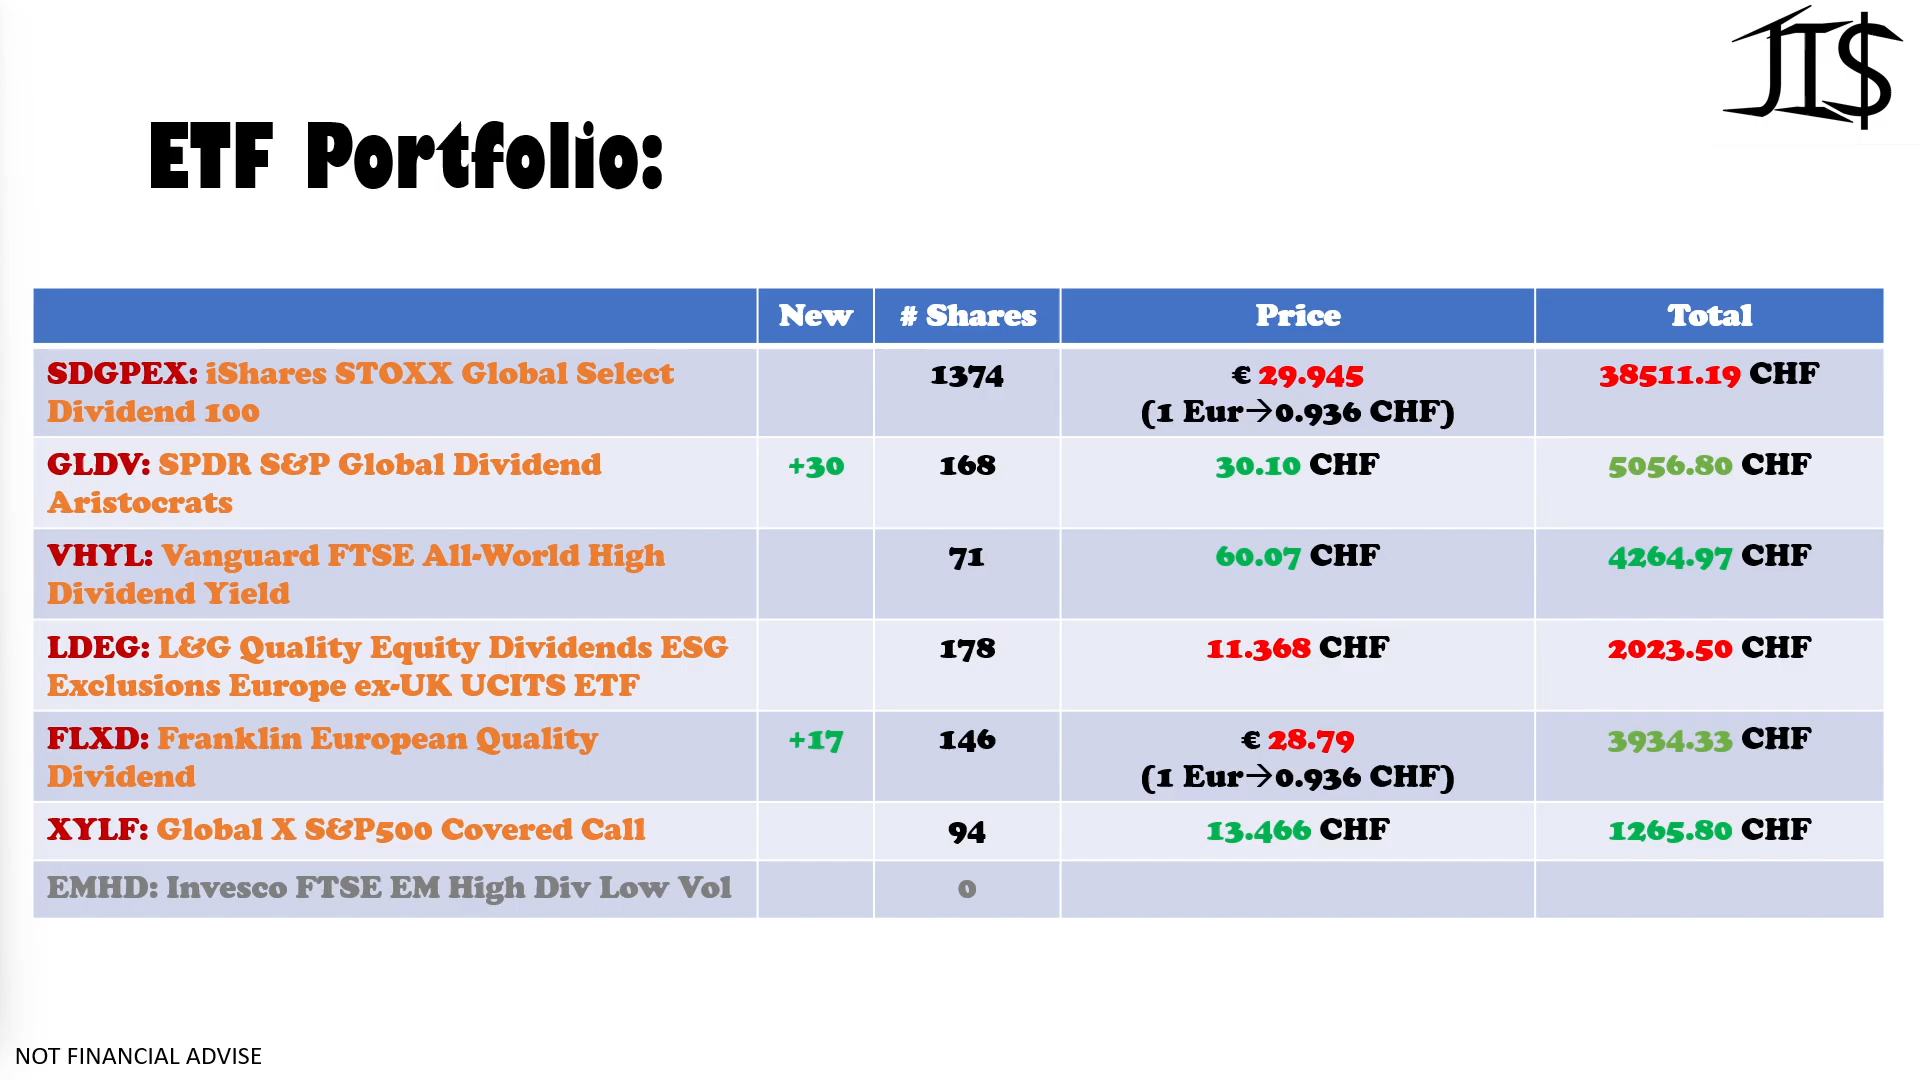 JI$
ETF Portfolio:
New # Shares Price Total
SDGPEX: iShares STOXX Global Select
Dividend 100
1374
€ 29.945
(1 Eur→0.936 CHF)
38511.19 CHF
GLDV: SPDR S&P Global Dividend
Aristocrats
+30
168
30.10 CHF
5056.80 CHF
VHYL: Vanguard FTSE All-World High
Dividend Yield
71
60.07 CHF
4264.97 CHF
LDEG: L&G Quality Equity Dividends ESG
Exclusions Europe ex-UK UCITS ETF
178
11.368 CHF
2023.50 CHF
FLXD: Franklin European Quality
Dividend
+17
146
€ 28.79
(1 Eur→0.936 CHF)
3934.33 CHF
XYLF: Global X S&P500 Covered Call
94
13.466 CHF
1265.80 CHF
EMHD: Invesco FTSE EM High Div Low Vol
0
NOT FINANCIAL ADVISE